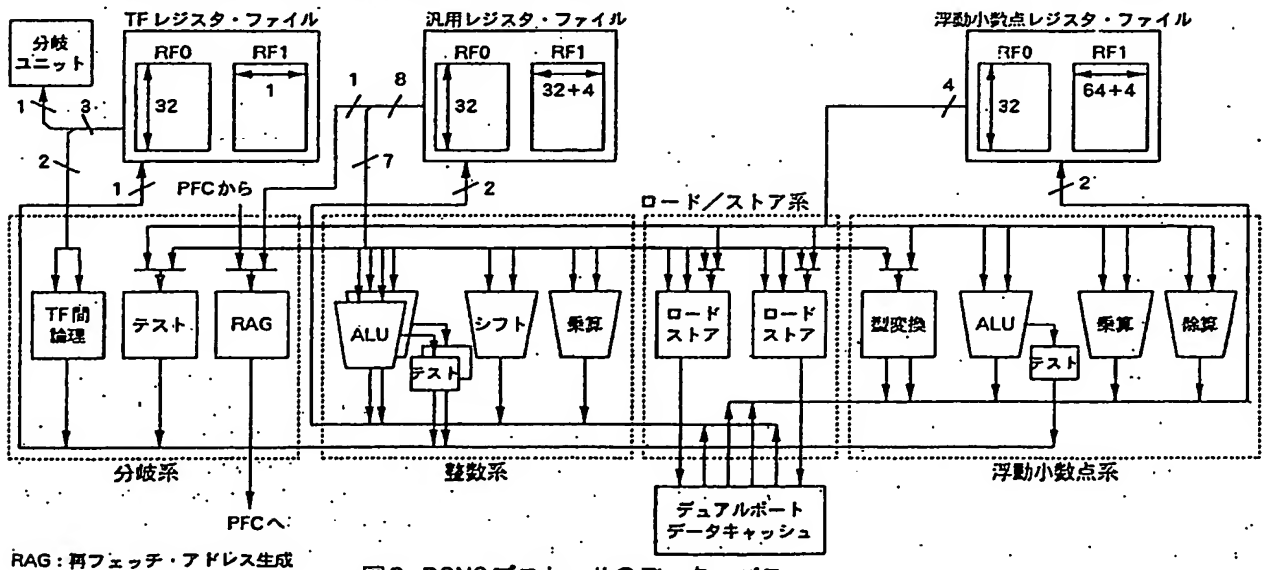 TFレジスタ・ファイル
汎用レジスタ・ファイル
浮動小数点レジスタ・ファイル
分岐
ユニット
RF0
RF1
32
1
RF0
RF1
32
32+4
RF0
RF1
32
64+4
1
3
2
1
PFCから
1
8
7
2
4
2
ロード/ストア系
TF間
論理
テスト
RAG
ALU
テスト
シフト
乗算
ロード
ストア
ロード
ストア
型変換
ALU
テスト
乗算
除算
分岐系
整数系
浮動小数点系
PFCへ
デュアルポート
データキャッシュ
RAG:再フェッチ・アドレス生成